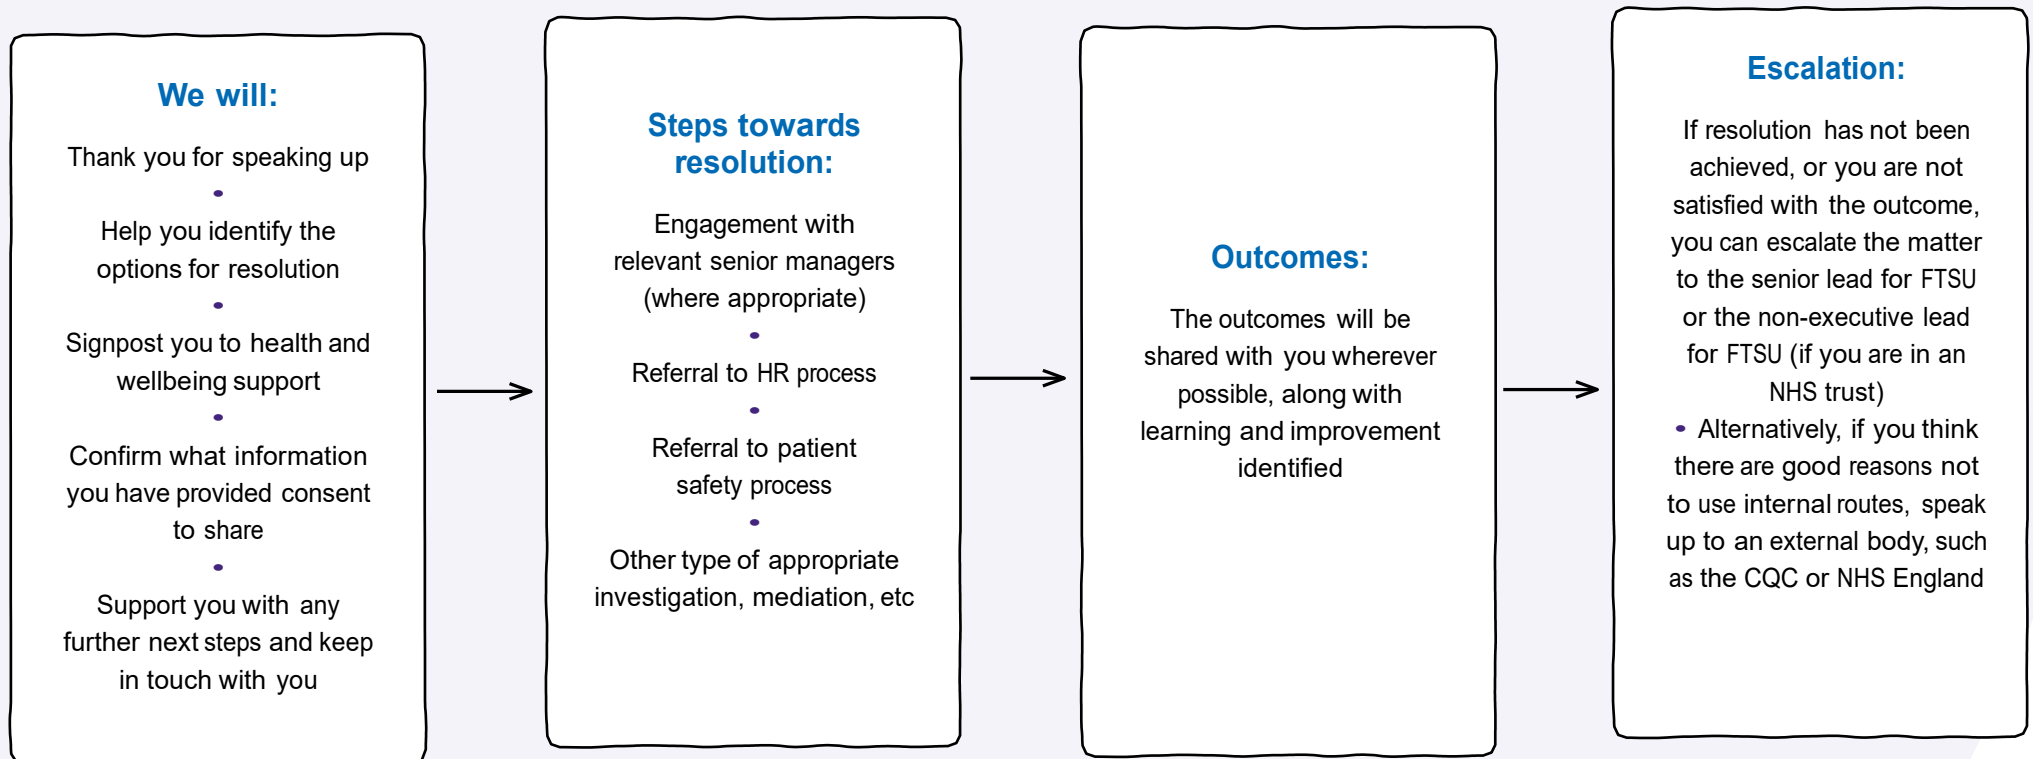 We will:
Thank you for speaking up
•
Help you identify the
options for resolution
•
Signpost you to health and
wellbeing support
•
Confirm what information
you have provided consent
to share
•
Support you with any
further next steps and keep
in touch with you
Steps towards
resolution:
Engagement with
relevant senior managers
(where appropriate)
•
Referral to HR process
•
Referral to patient
safety process
•
Other type of appropriate
investigation, mediation, etc
Outcomes:
The outcomes will be
shared with you wherever
possible, along with
learning and improvement
identified
Escalation:
If resolution has not been
achieved, or you are not
satisfied with the outcome,
you can escalate the matter
to the senior lead for FTSU
or the non-executive lead
for FTSU (if you are in an
NHS trust)
• Alternatively, if you think
there are good reasons not
to use internal routes, speak
up to an external body, such
as the CQC or NHS England